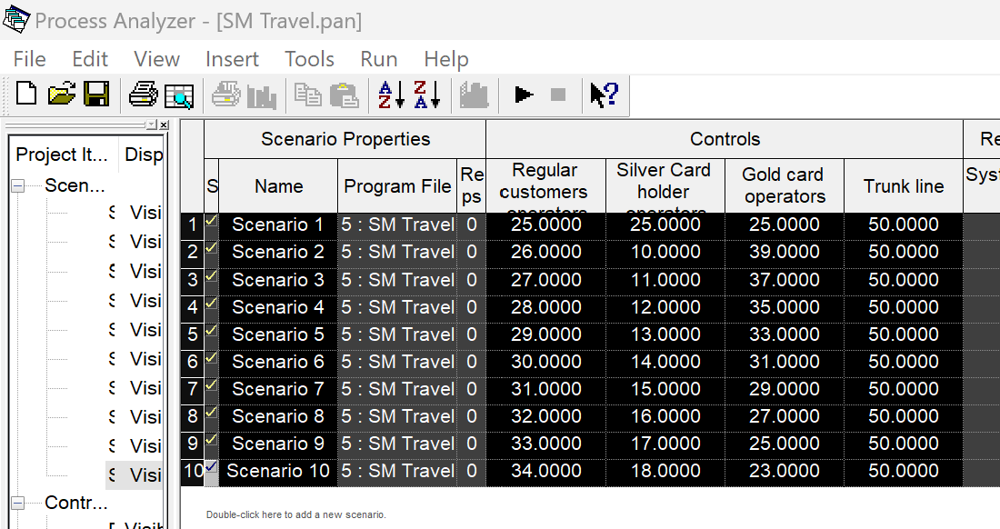 Process Analyzer - [SM Travel.pan]
File Edit View Insert Tools Run Help
Project It... Disp
Scenario Properties Controls Re
S Name Program File Re ps Regular customers operators Silver Card holder operators Gold card operators Trunk line Syst
Scen...
1 Scenario 1 5 : SM Travel 0 25.0000 25.0000 25.0000 50.0000
S Visi
2 Scenario 2 5 : SM Travel 0 26.0000 10.0000 39.0000 50.0000
S Visi
3 Scenario 3 5 : SM Travel 0 27.0000 11.0000 37.0000 50.0000
S Visi
4 Scenario 4 5 : SM Travel 0 28.0000 12.0000 35.0000 50.0000
S Visi
5 Scenario 5 5 : SM Travel 0 29.0000 13.0000 33.0000 50.0000
S Visi
6 Scenario 6 5 : SM Travel 0 30.0000 14.0000 31.0000 50.0000
S Visi
7 Scenario 7 5 : SM Travel 0 31.0000 15.0000 29.0000 50.0000
S Visi
8 Scenario 8 5 : SM Travel 0 32.0000 16.0000 27.0000 50.0000
S Visi
9 Scenario 9 5 : SM Travel 0 33.0000 17.0000 25.0000 50.0000
S Visi
10 Scenario 10 5 : SM Travel 0 34.0000 18.0000 23.0000 50.0000
S Visi
Contr...
Double-click here to add a new scenario.